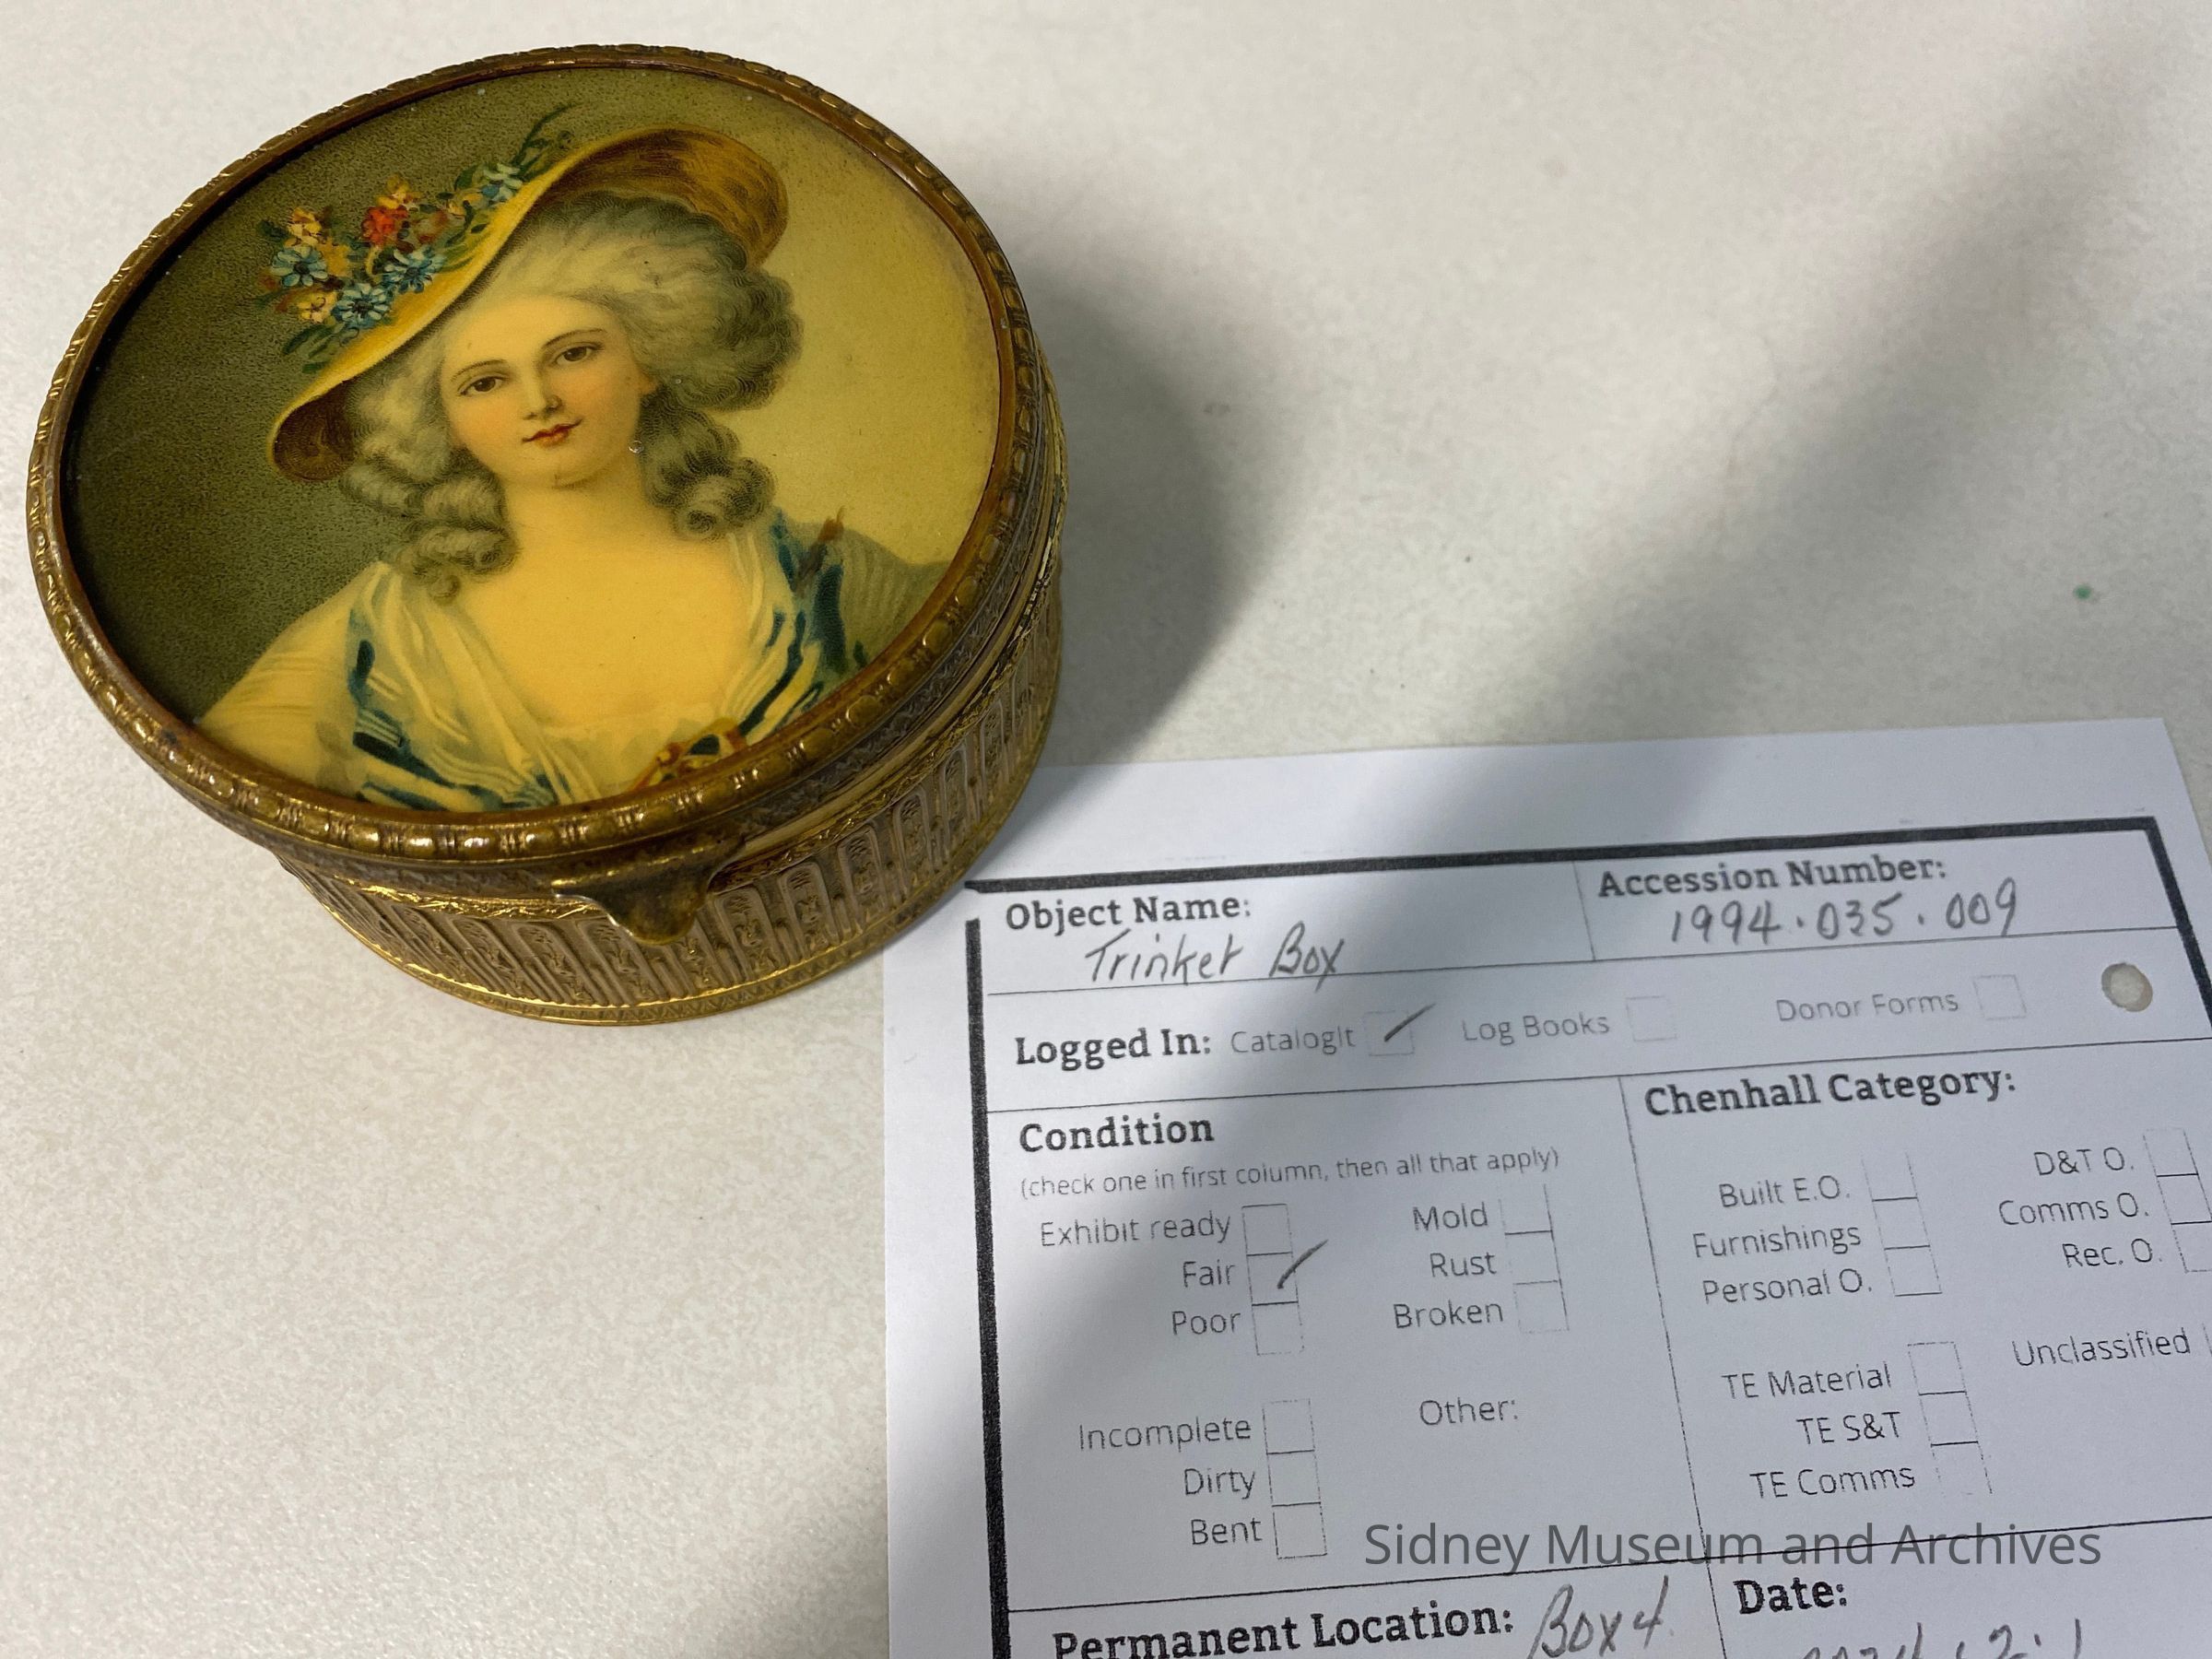 Object Name:
Trinket Box
Accession Number:
1994.035.009
Logged In: CatalogIt Log Books Donor Forms
Condition
(check one in first column, then all that apply)
Exhibit ready
Fair
Poor
Mold
Rust
Broken
Incomplete
Dirty
Bent
Other:
Chenhall Category:
Built E.O.
Furnishings
Personal O.
D&T O.
Comms O.
Rec. O.
TE Material
TE S&T
TE Comms
Unclassified
Permanent Location: Box 4
Date:
Sidney Museum and Archives